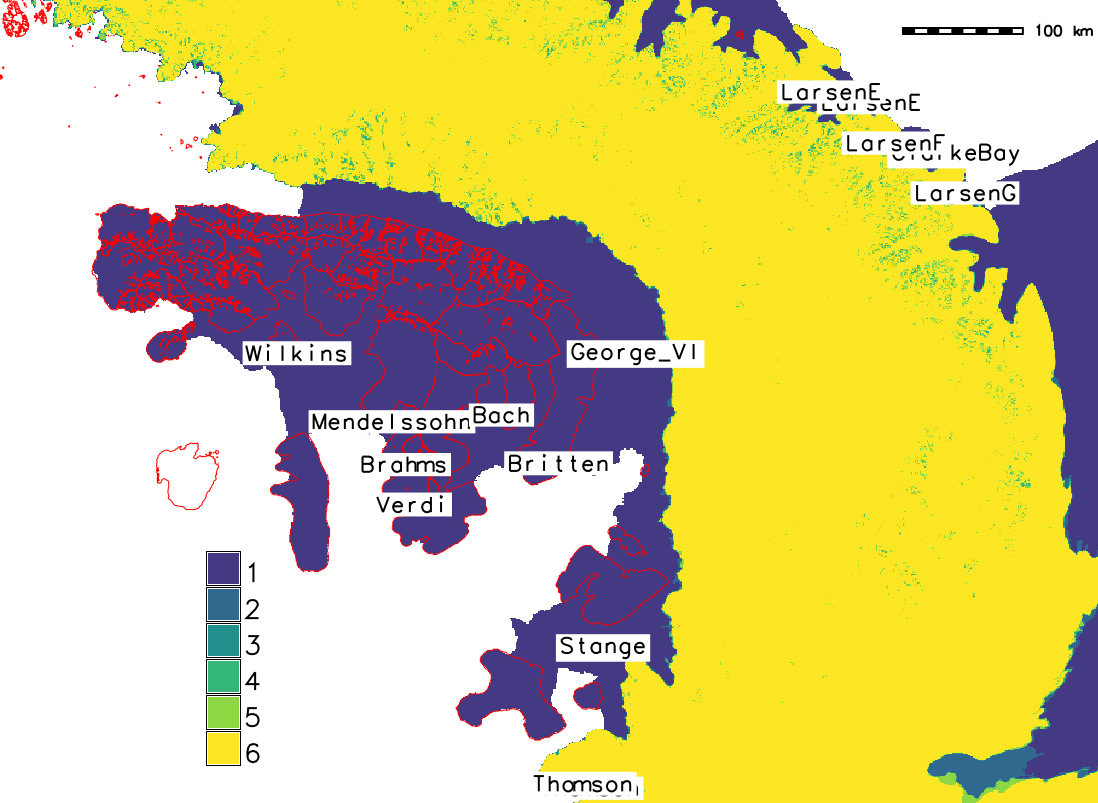 100 km
LarsenE
LarsenE
LarsenF
LarsenG
Wilkins
George_VI
Mendelssohn
Bach
Brahms
Britten
Verdi
1
2
3
4
5
6
Stange
Thomson